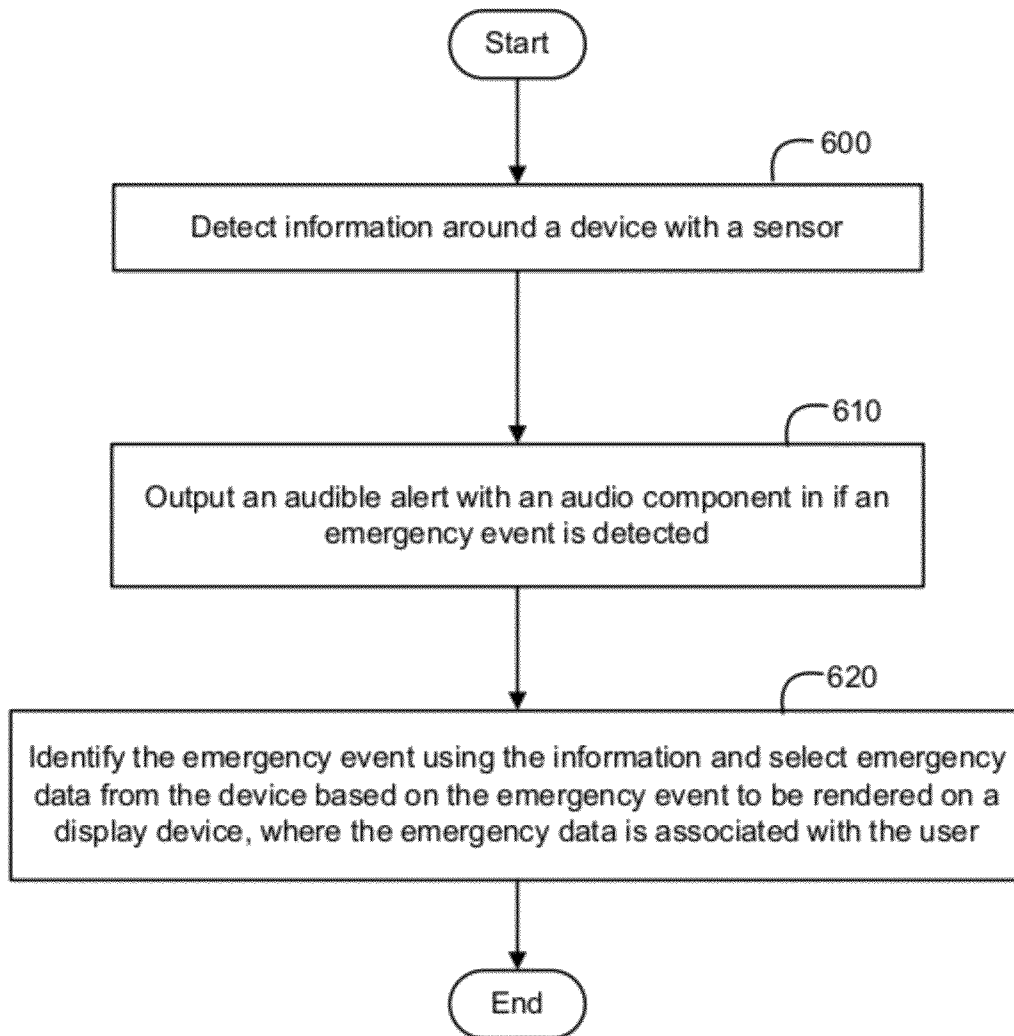 Start
600
Detect information around a device with a sensor
610
Output an audible alert with an audio component in if an
emergency event is detected
620
Identify the emergency event using the information and select emergency
data from the device based on the emergency event to be rendered on a
display device, where the emergency data is associated with the user
End